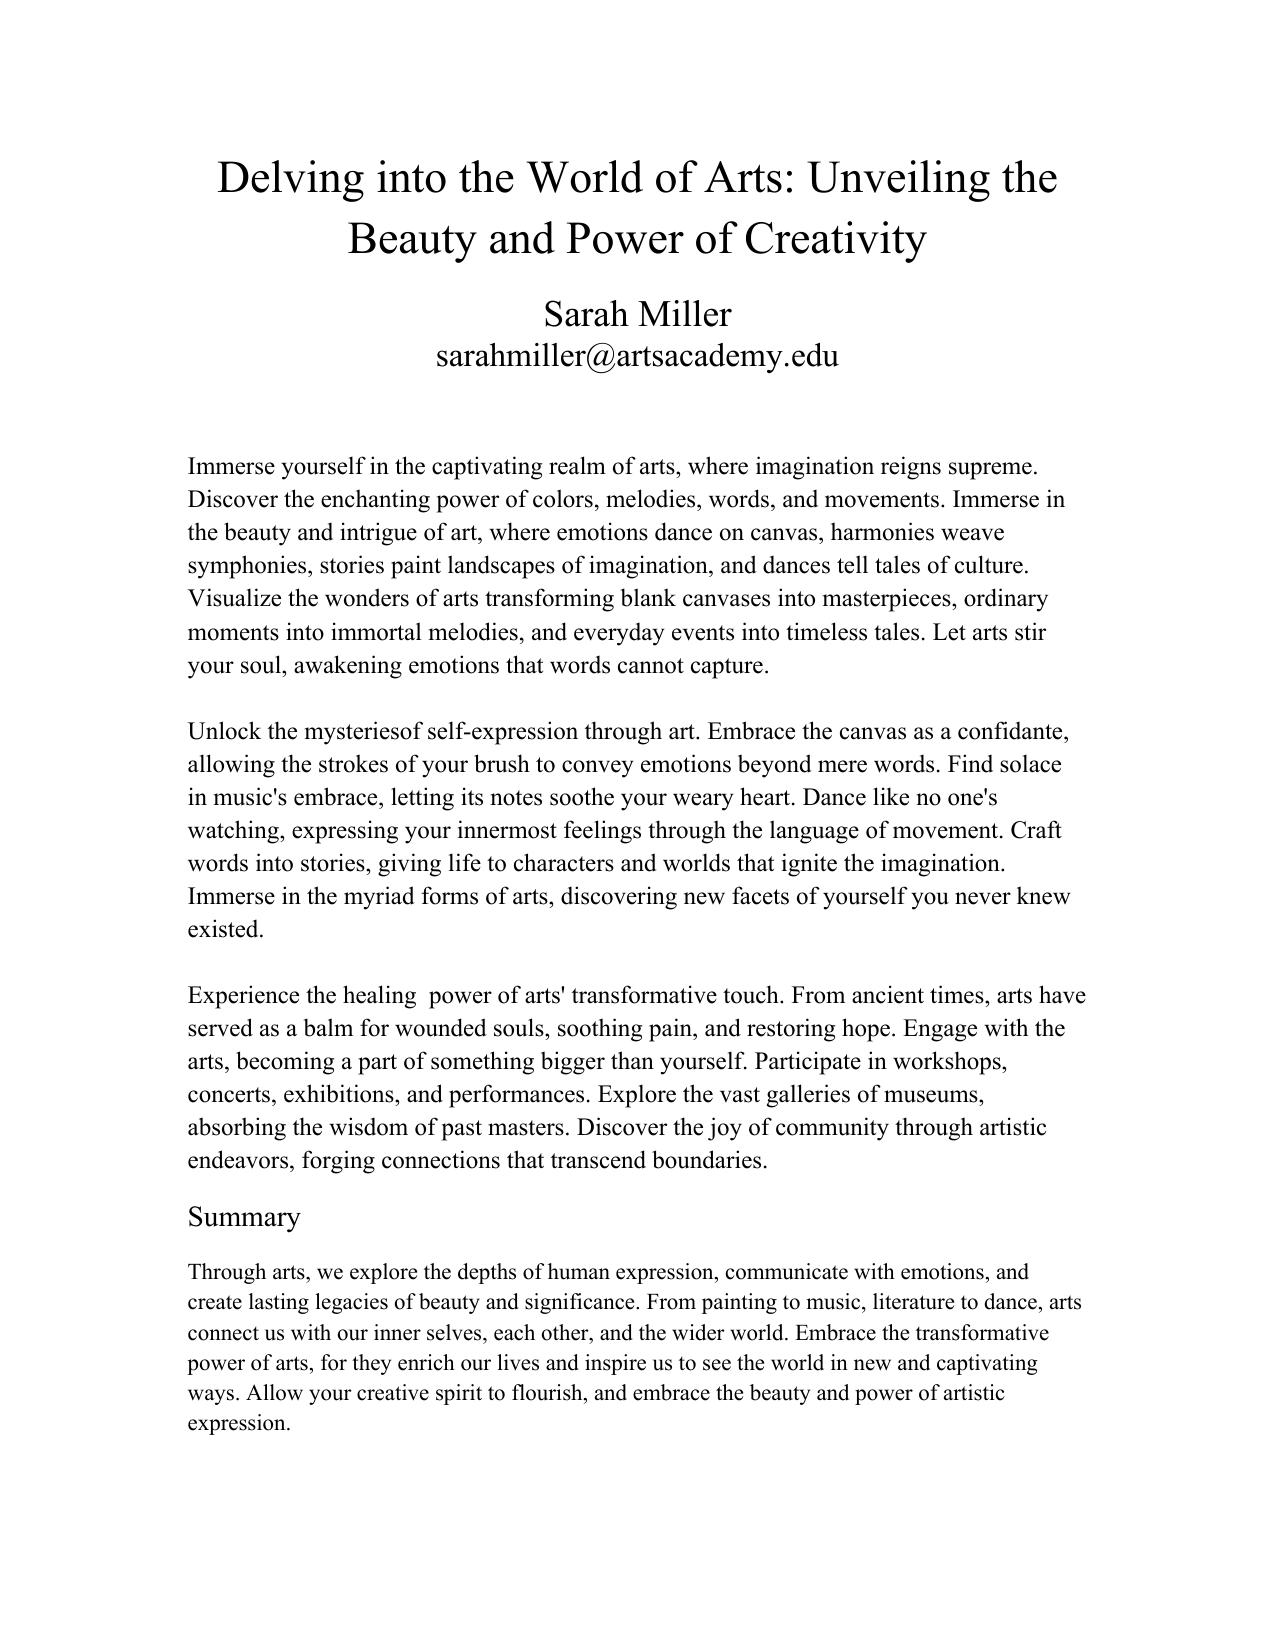 Delving into the World of Arts: Unveiling the
Beauty and Power of Creativity
Sarah Miller
sarahmiller@artsacademy.edu
Immerse yourself in the captivating realm of arts, where imagination reigns supreme.
Discover the enchanting power of colors, melodies, words, and movements. Immerse in
the beauty and intrigue of art, where emotions dance on canvas, harmonies weave
symphonies, stories paint landscapes of imagination, and dances tell tales of culture.
Visualize the wonders of arts transforming blank canvases into masterpieces, ordinary
moments into immortal melodies, and everyday events into timeless tales. Let arts stir
your soul, awakening emotions that words cannot capture.
Unlock the mysteriesof self-expression through art. Embrace the canvas as a confidante,
allowing the strokes of your brush to convey emotions beyond mere words. Find solace
in music's embrace, letting its notes soothe your weary heart. Dance like no one's
watching, expressing your innermost feelings through the language of movement. Craft
words into stories, giving life to characters and worlds that ignite the imagination.
Immerse in the myriad forms of arts, discovering new facets of yourself you never knew
existed.
Experience the healing  power of arts' transformative touch. From ancient times, arts have
served as a balm for wounded souls, soothing pain, and restoring hope. Engage with the
arts, becoming a part of something bigger than yourself. Participate in workshops,
concerts, exhibitions, and performances. Explore the vast galleries of museums,
absorbing the wisdom of past masters. Discover the joy of community through artistic
endeavors, forging connections that transcend boundaries.
Summary
Through arts, we explore the depths of human expression, communicate with emotions, and
create lasting legacies of beauty and significance. From painting to music, literature to dance, arts
connect us with our inner selves, each other, and the wider world. Embrace the transformative
power of arts, for they enrich our lives and inspire us to see the world in new and captivating
ways. Allow your creative spirit to flourish, and embrace the beauty and power of artistic
expression.